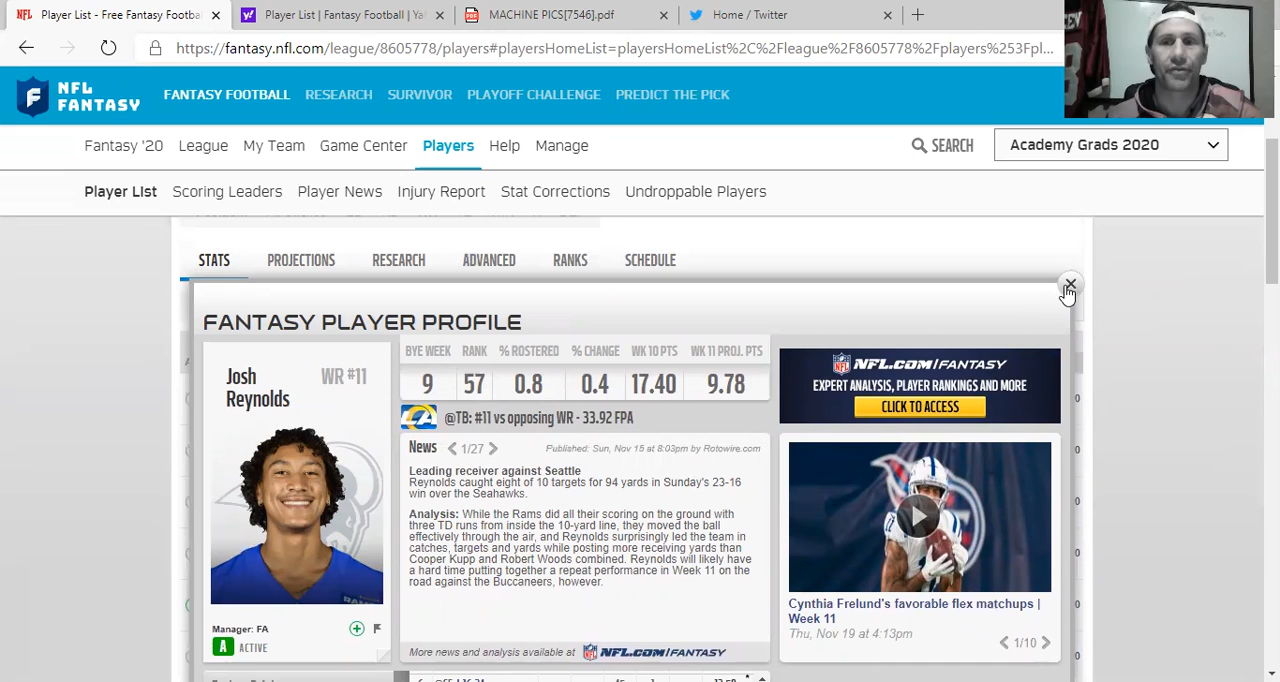 Player List - Free Fantasy Footba
Player List | Fantasy Football | Ya
MACHINE PICS[7546].pdf
Home / Twitter
https://fantasy.nfl.com/league/8605778/players#playersHomeList=playersHomeList%2C%2Fleague%2F8605778%2Fplayers%253Fpl...
NFL FANTASY
FANTASY FOOTBALL RESEARCH SURVIVOR PLAYOFF CHALLENGE PREDICT THE PICK
Fantasy '20 League My Team Game Center Players Help Manage
SEARCH
Academy Grads 2020
Player List Scoring Leaders Player News Injury Report Stat Corrections Undroppable Players
STATS PROJECTIONS RESEARCH ADVANCED RANKS SCHEDULE
FANTASY PLAYER PROFILE
Josh
Reynolds
WR #11
Manager: FA
A ACTIVE
BYE WEEK RANK % ROSTERED % CHANGE WK 10 PTS WK 11 PROJ. PTS
9 57 0.8 0.4 17.40 9.78
@TB: #11 vs opposing WR - 33.92 FPA
News 1/27 Published: Sun, Nov 15 at 8:03pm by Rotowire.com
Leading receiver against Seattle
Reynolds caught eight of 10 targets for 94 yards in Sunday's 23-16
win over the Seahawks.
Analysis: While the Rams did all their scoring on the ground with
three TD runs from inside the 10-yard line, they moved the ball
effectively through the air, and Reynolds surprisingly led the team in
catches, targets and yards while posting more receiving yards than
Cooper Kupp and Robert Woods combined. Reynolds will likely have
a hard time putting together a repeat performance in Week 11 on the
road against the Buccaneers, however.
More news and analysis available at NFL.COM/FANTASY
NFL.COM/FANTASY
EXPERT ANALYSIS, PLAYER RANKINGS AND MORE
CLICK TO ACCESS
Cynthia Frelund's favorable flex matchups |
Week 11
Thu, Nov 19 at 4:13pm
1/10